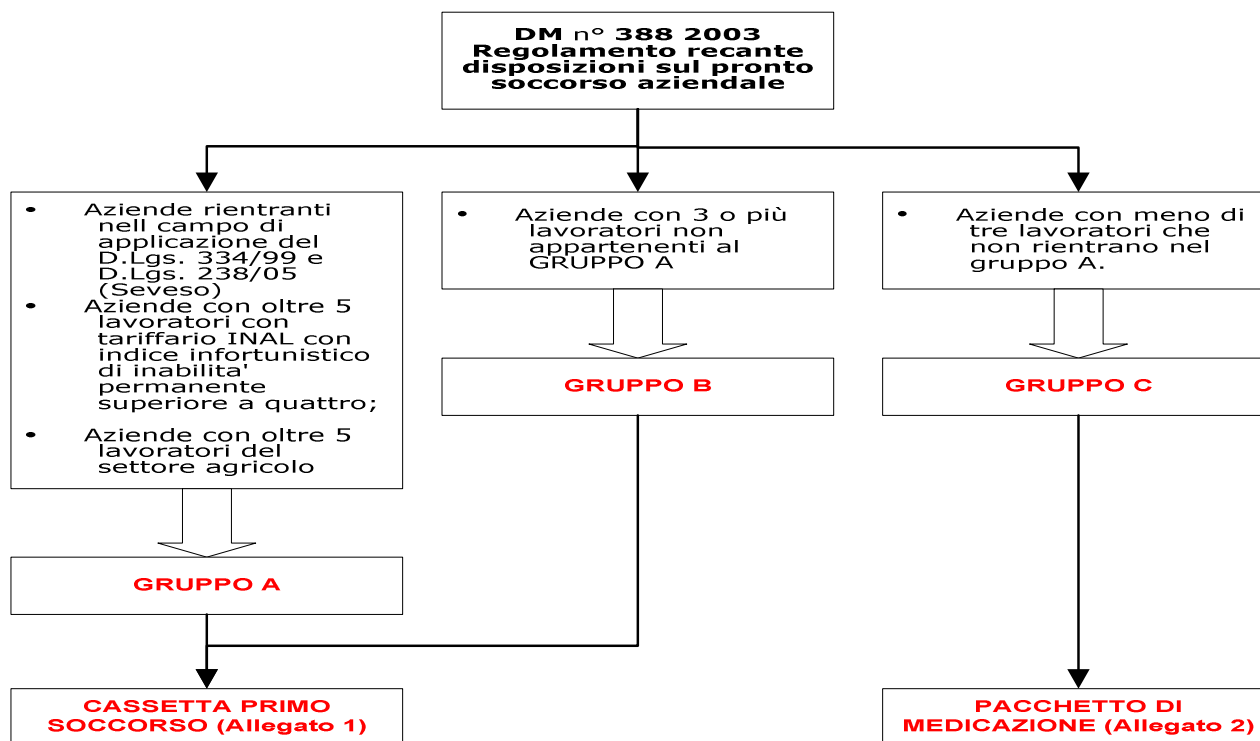 DM n° 388 2003
Regolamento recante
disposizioni sul pronto
soccorso aziendale
• Aziende rientranti
nell campo di
applicazione del
D.Lgs. 334/99 e
D.Lgs. 238/05
(Seveso)
• Aziende con oltre 5
lavoratori con
tariffario INAL con
indice infortunistico
di inabilita'
permanente
superiore a quattro;
• Aziende con oltre 5
lavoratori del
settore agricolo
• Aziende con 3 o più
lavoratori non
appartenenti al
GRUPPO A
• Aziende con meno di
tre lavoratori che
non rientrano nel
gruppo A.
GRUPPO B
GRUPPO C
GRUPPO A
CASSETTA PRIMO
SOCCORSO (Allegato 1)
PACCHETTO DI
MEDICAZIONE (Allegato 2)